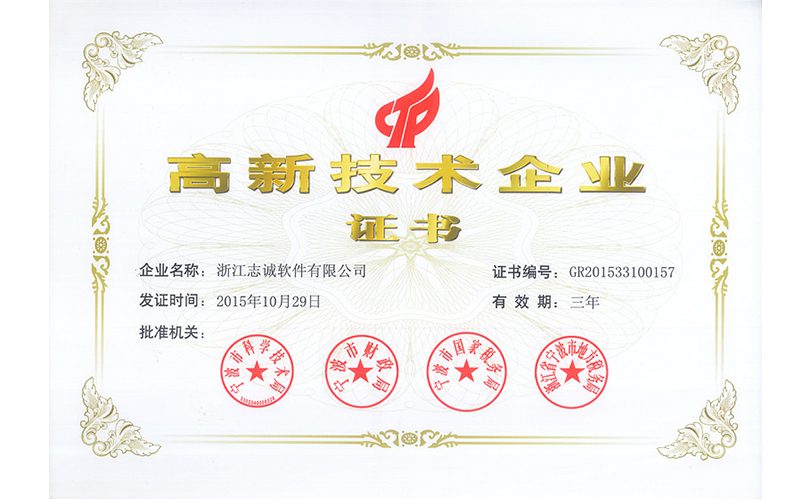 CTP
高新技术企业
证书
企业名称：浙江志诚软件有限公司
证书编号：GR201533100157
发证时间：2015年10月29日
有效期：三年
批准机关：
宁波市科学技术局
宁波市财政局
宁波市国家税务局
浙江省宁波市地方税务局